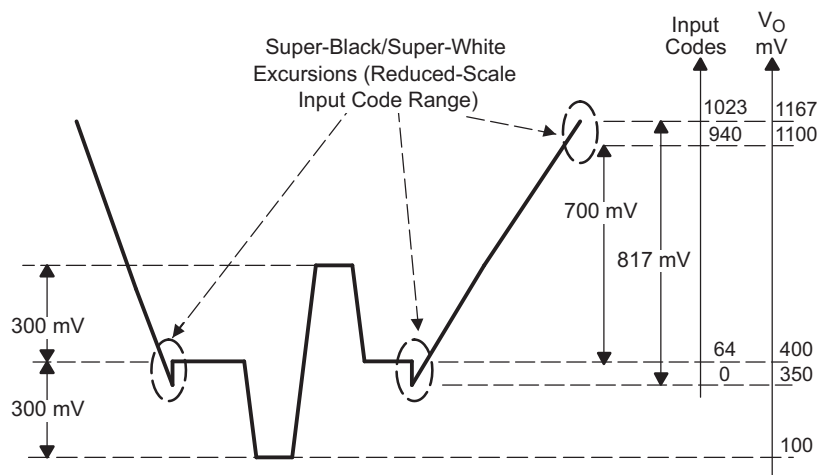 Super-Black/Super-White
Excursions (Reduced-Scale
Input Code Range)
Input
Codes
VO
mV
1023
1167
940
1100
700 mV
817 mV
300 mV
64
400
0
350
300 mV
100